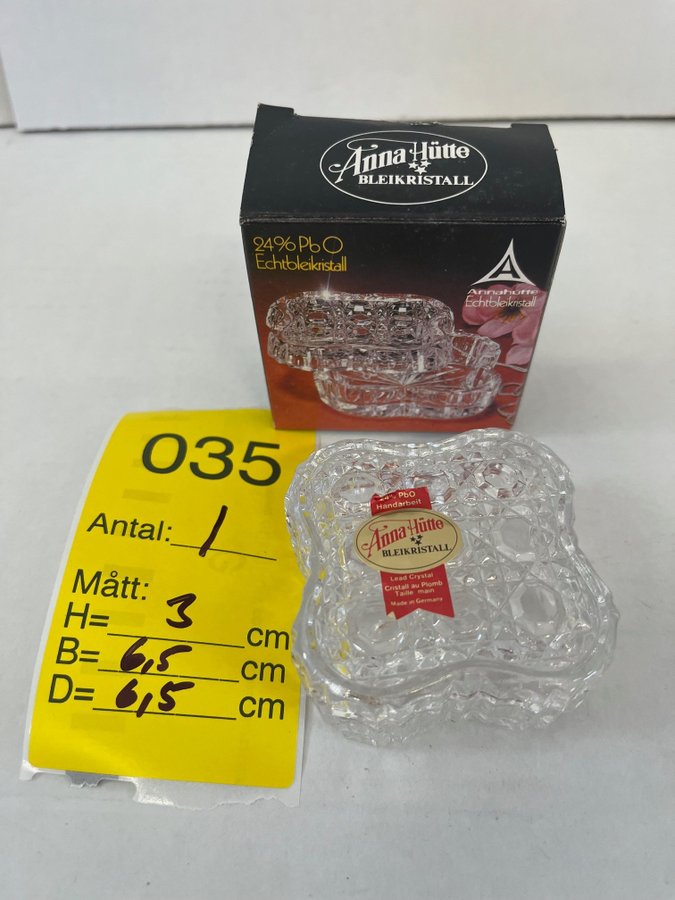 Anna Hütte
BLEIKRISTALL
24% PbO
Echtbleikristall
Annahütte
Echtbleikristall
035
Antal: 1
Mått:
H= 3 cm
B= 6,5 cm
D= 6,5 cm
24% PbO
Handarbeit
Anna Hütte
BLEIKRISTALL
Lead Crystal
Cristall au Plomb
Taille main
Made in Germany